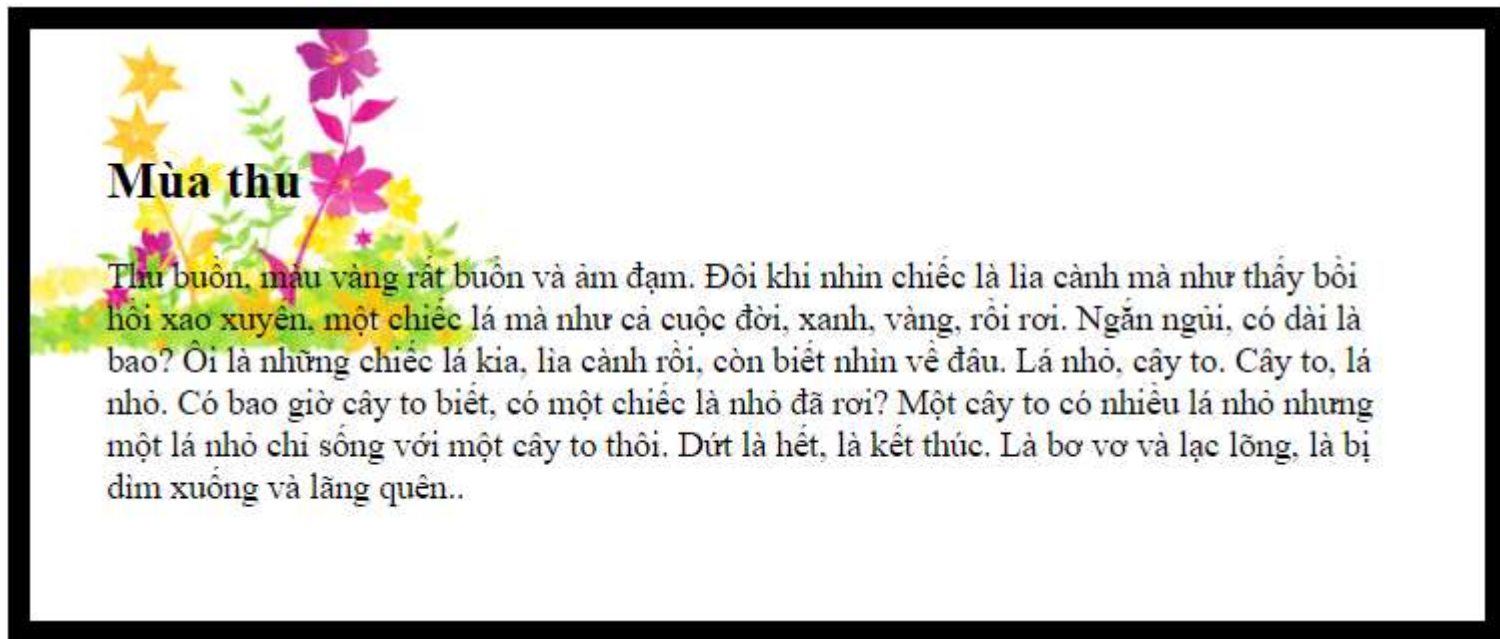 Mùa thu
Thu buồn, màu vàng rất buồn và ảm đạm. Đôi khi nhìn chiếc là lìa cành mà như thấy bồi
hồi xao xuyến, một chiếc lá mà như cả cuộc đời, xanh, vàng, rồi rơi. Ngắn ngủi, có dài là
bao? Ôi là những chiếc lá kia, lìa cành rồi, còn biết nhìn về đâu. Lá nhỏ, cây to. Cây to, lá
nhỏ. Có bao giờ cây to biết, có một chiếc là nhỏ đã rơi? Một cây to có nhiều lá nhỏ nhưng
một lá nhỏ chỉ sống với một cây to thôi. Dứt là hết, là kết thúc. Là bơ vơ và lạc lõng, là bị
dìm xuống và lãng quên..